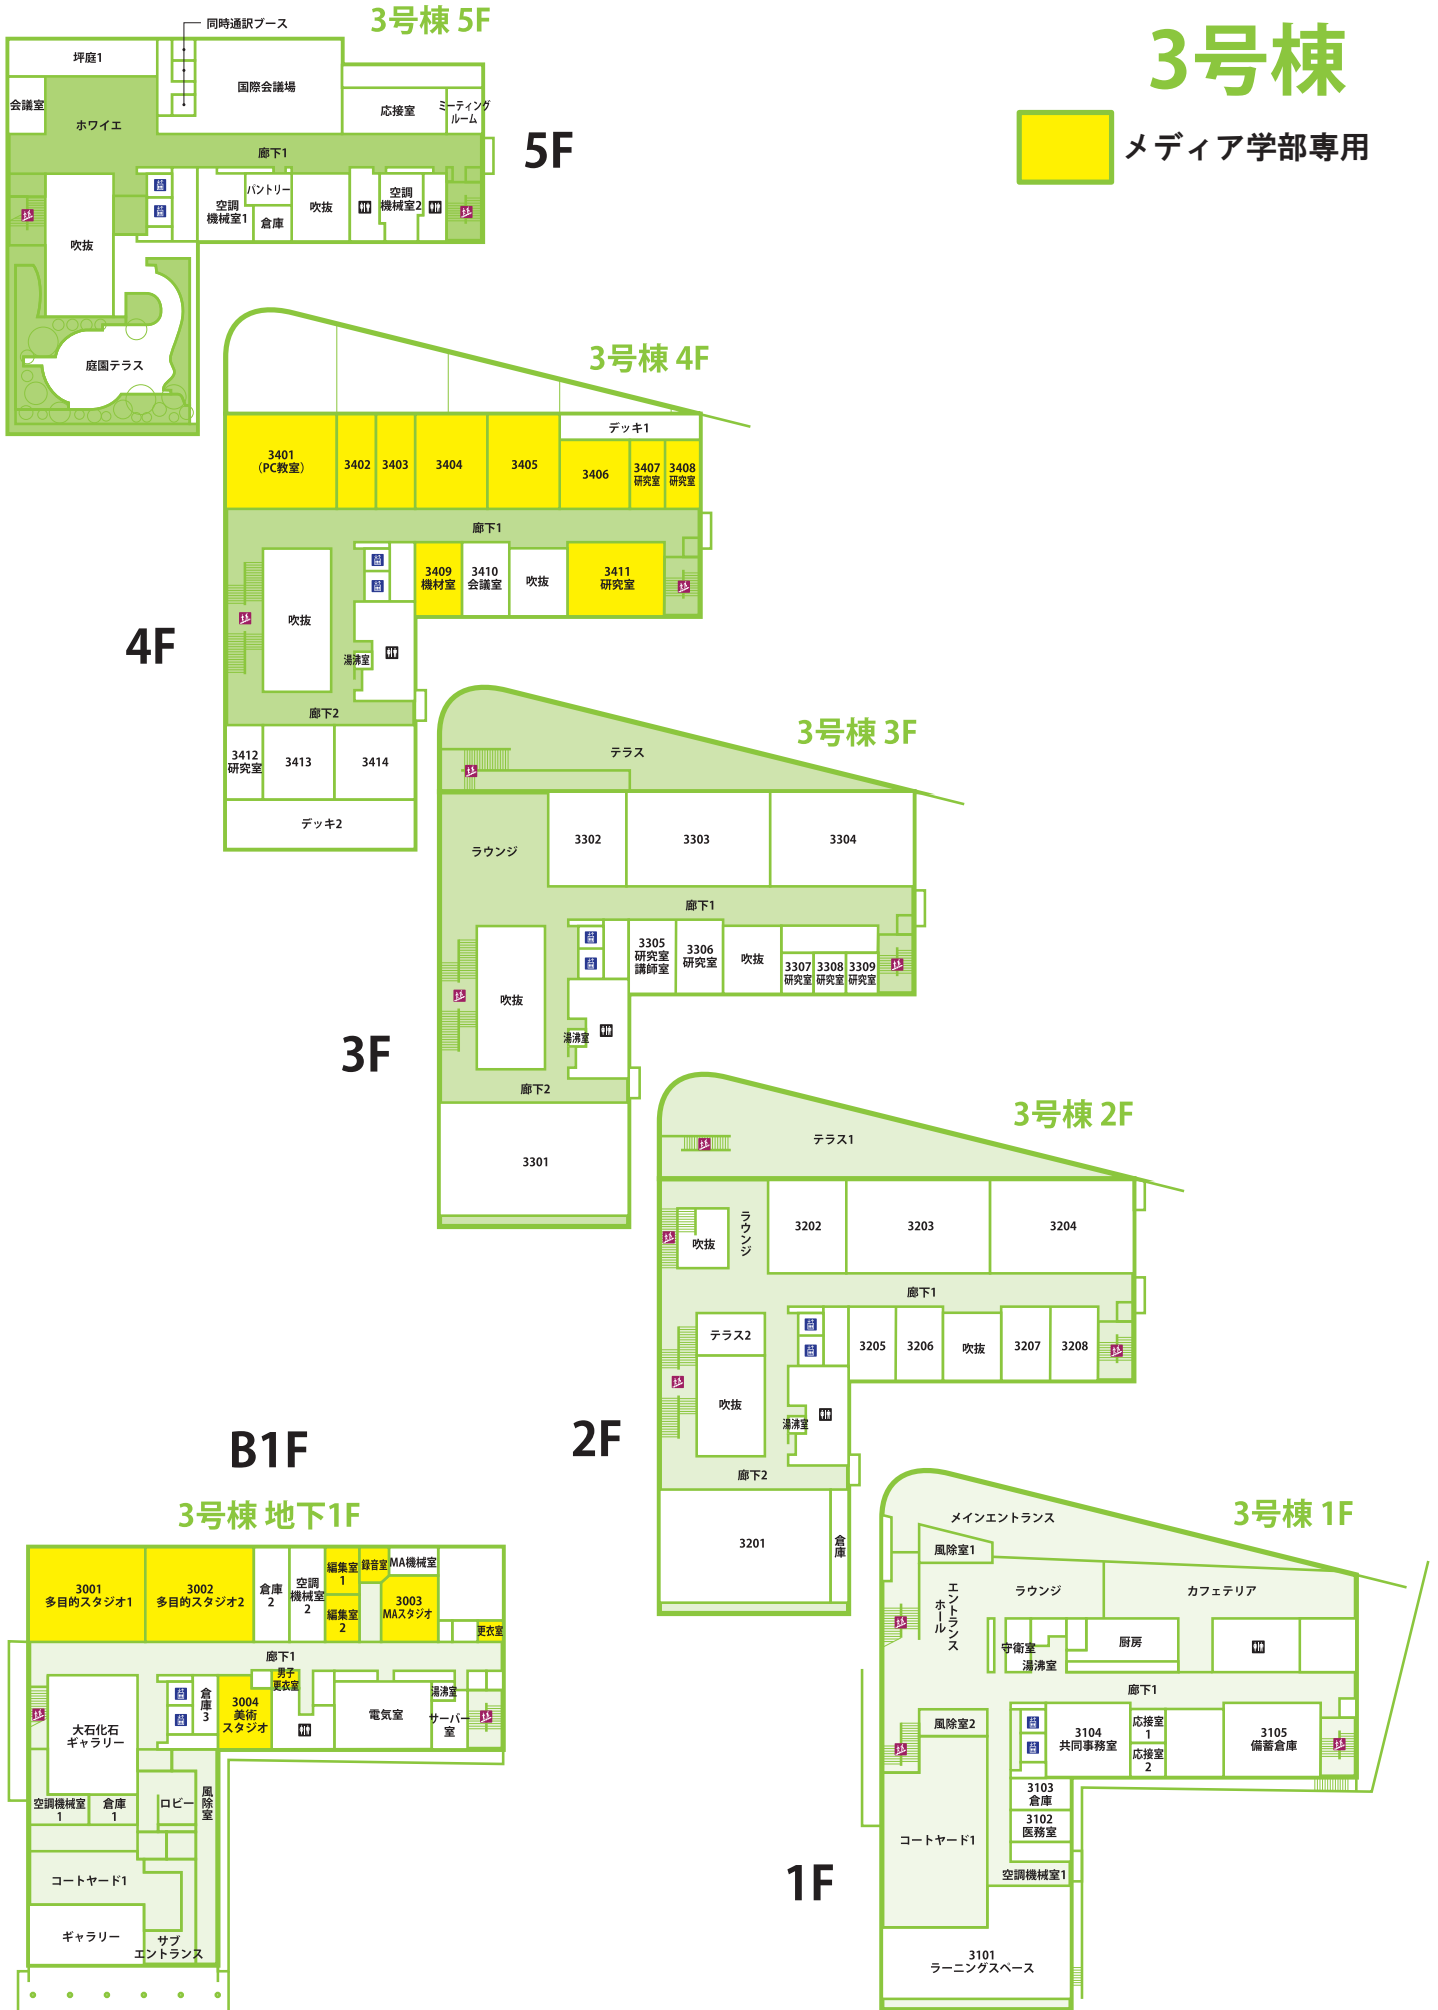 3号棟
メディア学部専用
3号棟 5F
同時通訳ブース
坪庭1
国際会議場
会議室
ホワイエ
応接室
ミーティング
ルーム
5F
廊下1
空調
機械室1
パントリー
倉庫
吹抜
空調
機械室2
吹抜
庭園テラス
3号棟 4F
デッキ1
3401
(PC教室)
3402
3403
3404
3405
3406
3407
研究室
3408
研究室
廊下1
3409
機材室
3410
会議室
吹抜
3411
研究室
吹抜
4F
湯沸室
廊下2
3412
研究室
3413
3414
デッキ2
3号棟 3F
テラス
ラウンジ
3302
3303
3304
廊下1
3305
研究室
講師室
3306
研究室
吹抜
3307
研究室
3308
研究室
3309
研究室
吹抜
3F
湯沸室
廊下2
3301
3号棟 2F
テラス1
ラウンジ
3202
3203
3204
吹抜
廊下1
テラス2
3205
3206
吹抜
3207
3208
吹抜
湯沸室
2F
廊下2
3201
倉庫
B1F
3号棟 地下1F
3001
多目的スタジオ1
3002
多目的スタジオ2
倉庫
2
空調
機械室
2
編集室
1
編集室
2
録音室
MA機械室
3003
MAスタジオ
更衣室
廊下1
男子
更衣室
倉庫
3
3004
美術
スタジオ
大石化石
ギャラリー
電気室
湯沸室
サーバー
室
空調機械室
1
倉庫
1
ロビー
風除室
コートヤード1
ギャラリー
サブ
エントランス
3号棟 1F
メインエントランス
風除室1
エントランス
ホール
ラウンジ
カフェテリア
守衛室
湯沸室
厨房
廊下1
風除室2
3104
共同事務室
応接室
1
応接室
2
3105
備蓄倉庫
3103
倉庫
3102
医務室
コートヤード1
空調機械室1
1F
3101
ラーニングスペース